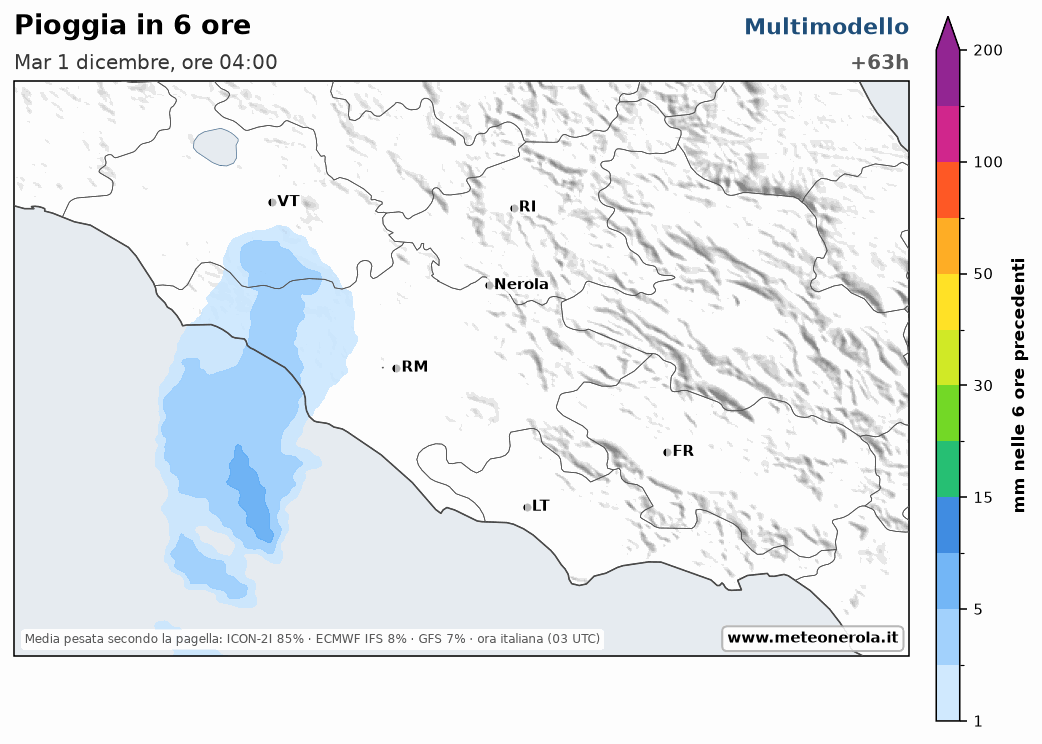 Pioggia in 6 ore
Multimodello
Mar 1 dicembre, ore 04:00
+63h
VT
RI
Nerola
RM
FR
LT
Media pesata secondo la pagella: ICON-2I 85% · ECMWF IFS 8% · GFS 7% · ora italiana (03 UTC)
www.meteonerola.it
200
100
50
30
15
5
1
mm nelle 6 ore precedenti